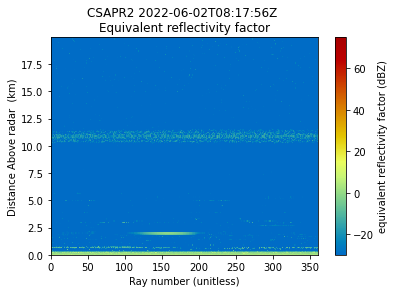 CSAPR2 2022-06-02T08:17:56Z
Equivalent reflectivity factor
17.5
15.0
12.5
10.0
7.5
5.0
2.5
0.0
Distance Above radar (km)
0 50 100 150 200 250 300 350
Ray number (unitless)
60
40
20
0
−20
equivalent reflectivity factor (dBZ)